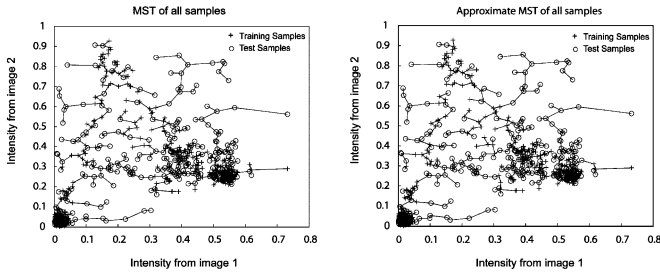 MST of all samples
1
0.9
0.8
0.7
0.6
0.5
0.4
0.3
0.2
0.1
0
Intensity from image 2
+ Training Samples
○ Test Samples
0 0.1 0.2 0.3 0.4 0.5 0.6 0.7 0.8
Intensity from image 1
Approximate MST of all samples
1
0.9
0.8
0.7
0.6
0.5
0.4
0.3
0.2
0.1
0
Intensity from image 2
+ Training Samples
○ Test Samples
0 0.1 0.2 0.3 0.4 0.5 0.6 0.7 0.8
Intensity from image 1